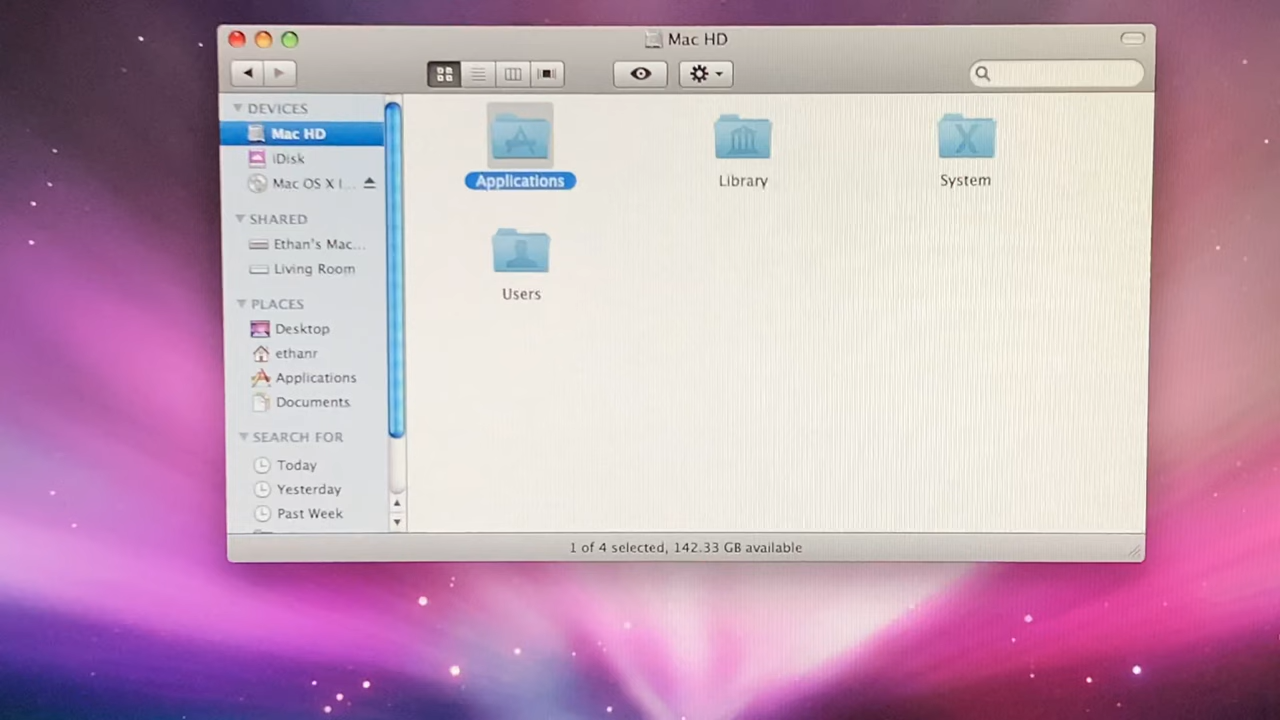 Mac HD
DEVICES
Mac HD
iDisk
Mac OS X I...
SHARED
Ethan's Mac...
Living Room
PLACES
Desktop
ethanr
Applications
Documents
SEARCH FOR
Today
Yesterday
Past Week
Applications
Library
System
Users
1 of 4 selected, 142.33 GB available